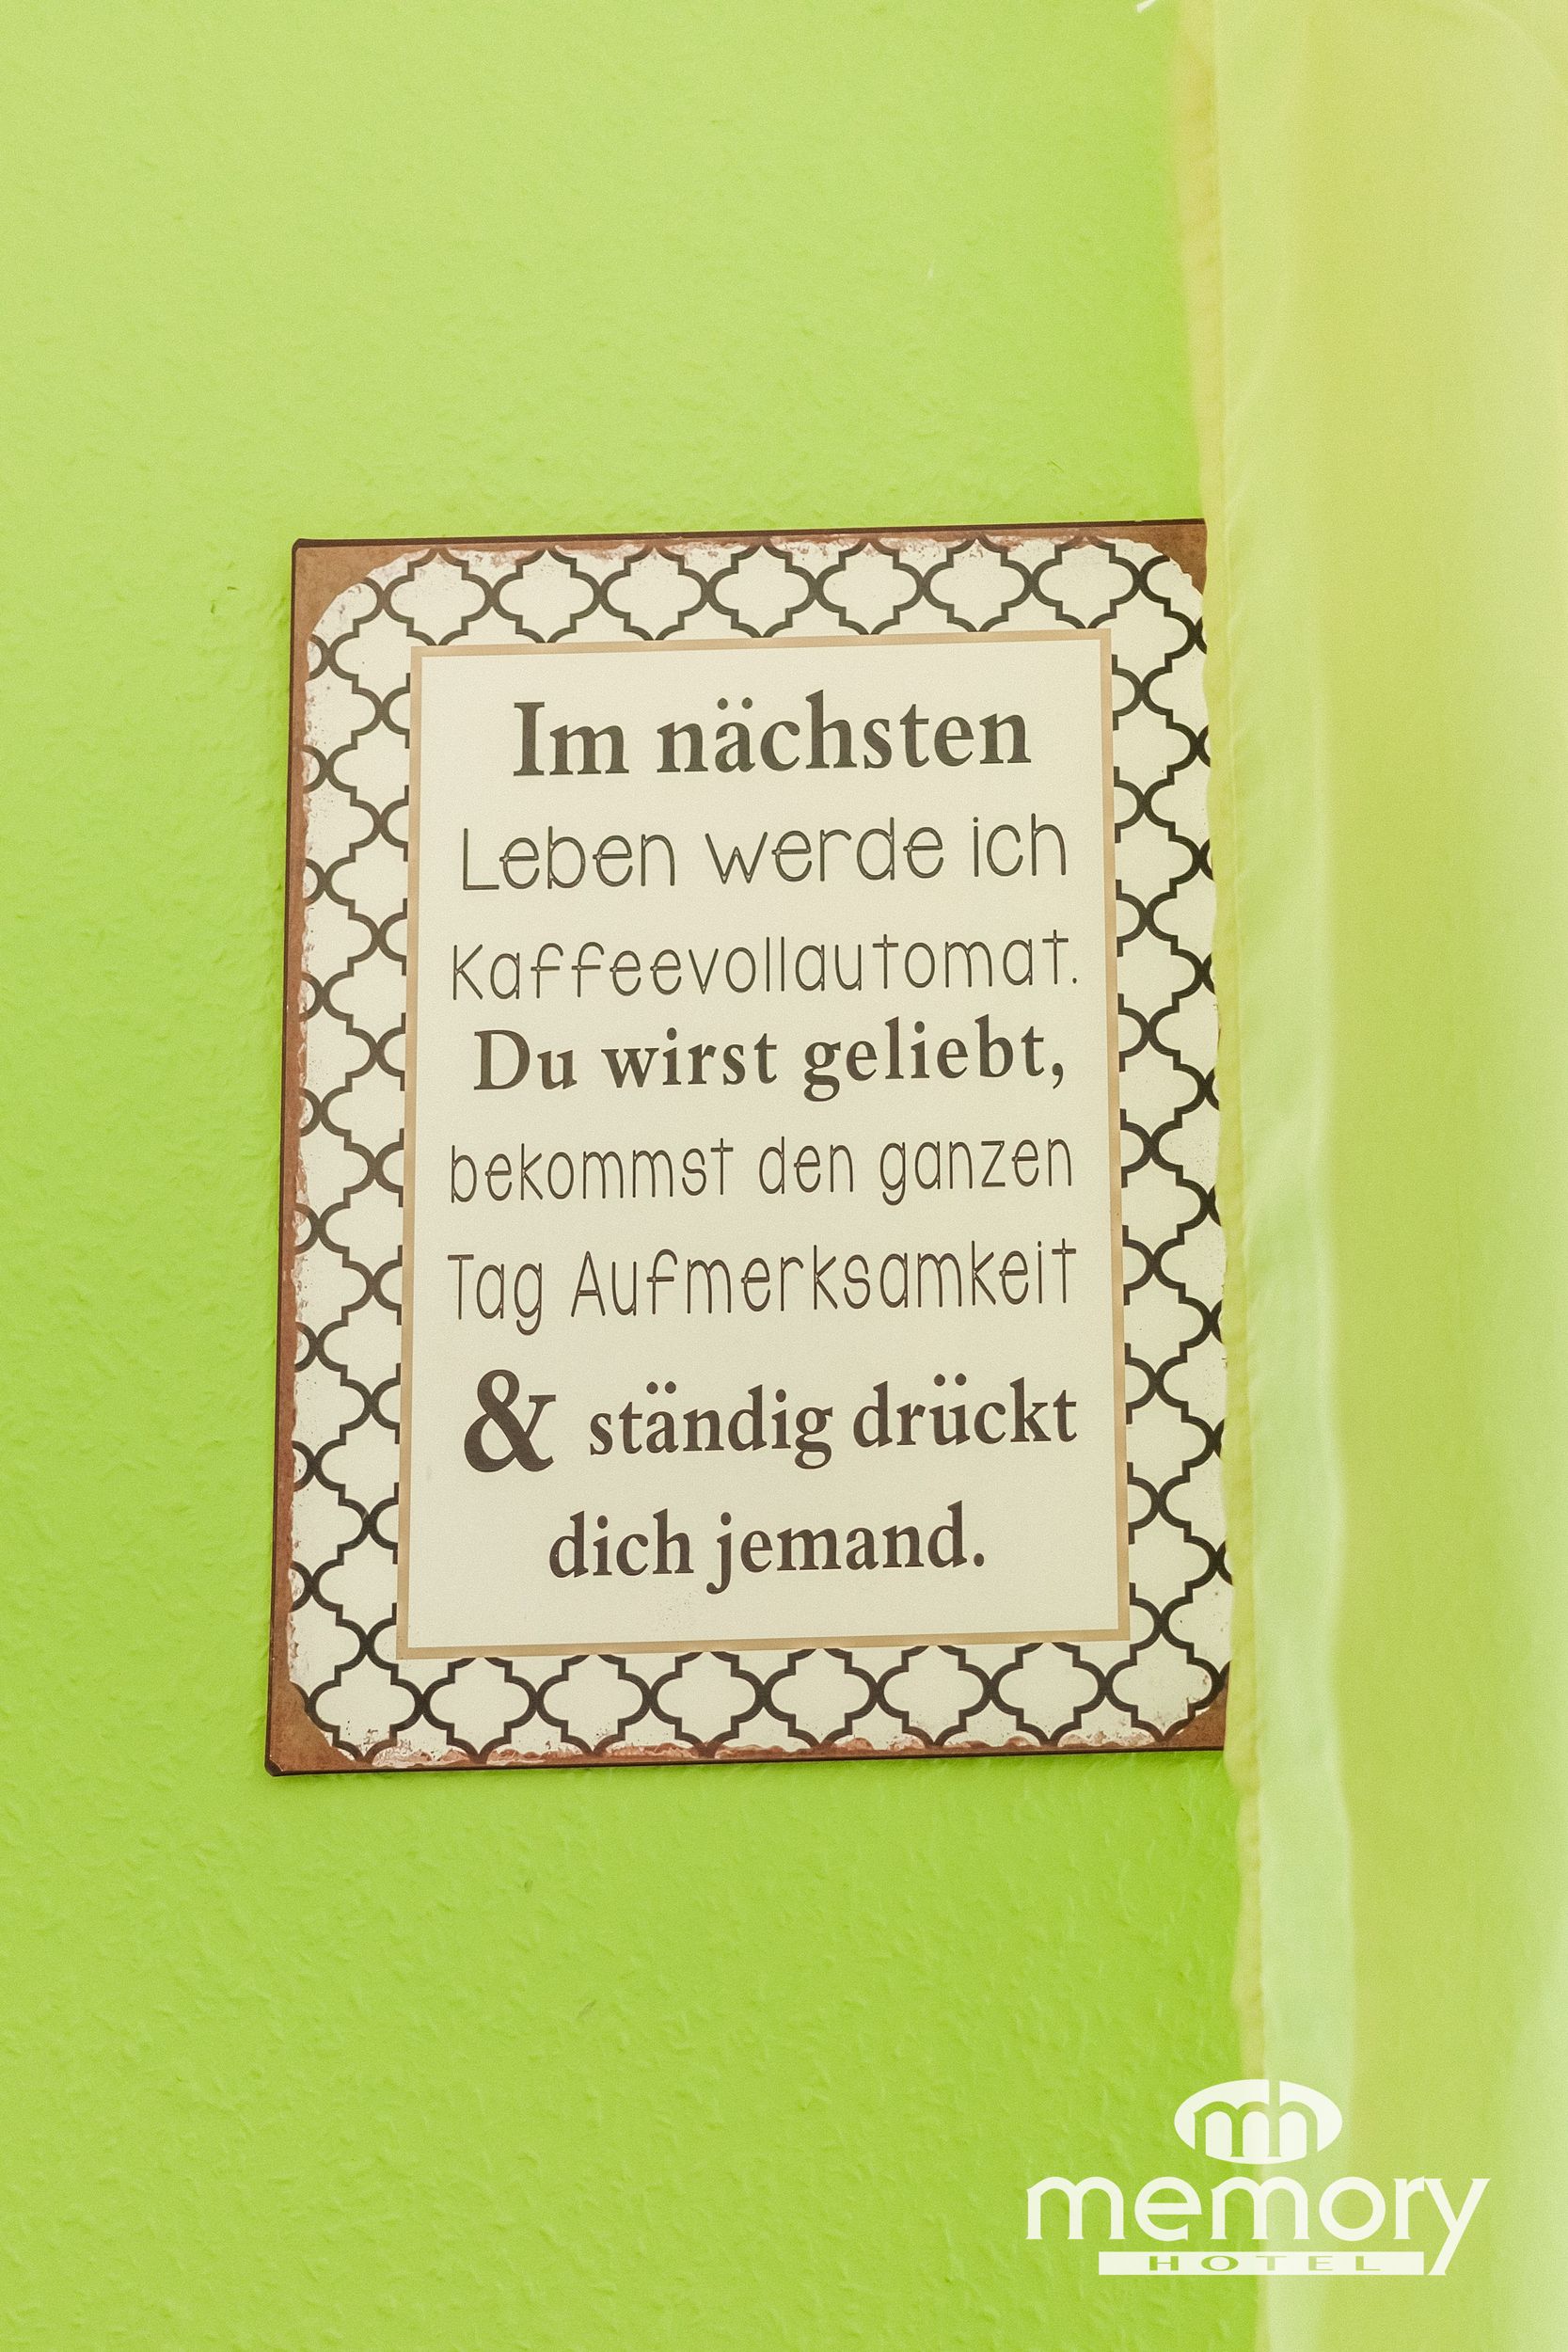 Im nächsten
Leben werde ich
Kaffeevollautomat.
Du wirst geliebt,
bekommst den ganzen
Tag Aufmerksamkeit
& ständig drückt
dich jemand.
mh
memory
HOTEL